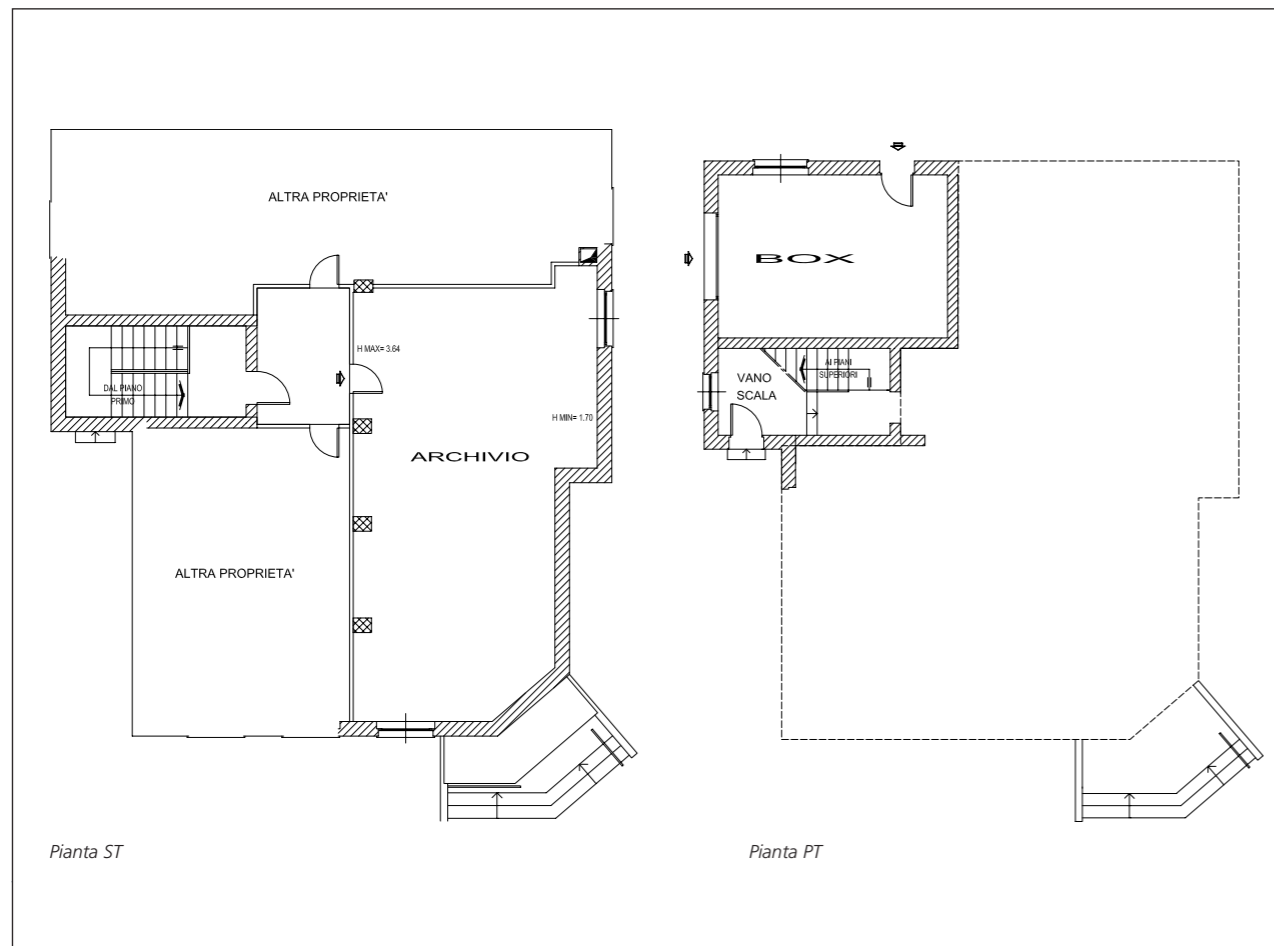 ALTRA PROPRIETA'
H MAX= 3.64
DAL PIANO
PRIMO
H MIN= 1.70
ARCHIVIO
ALTRA PROPRIETA'
Pianta ST
BOX
AI PIANI
SUPERIORI
VANO
SCALA
Pianta PT